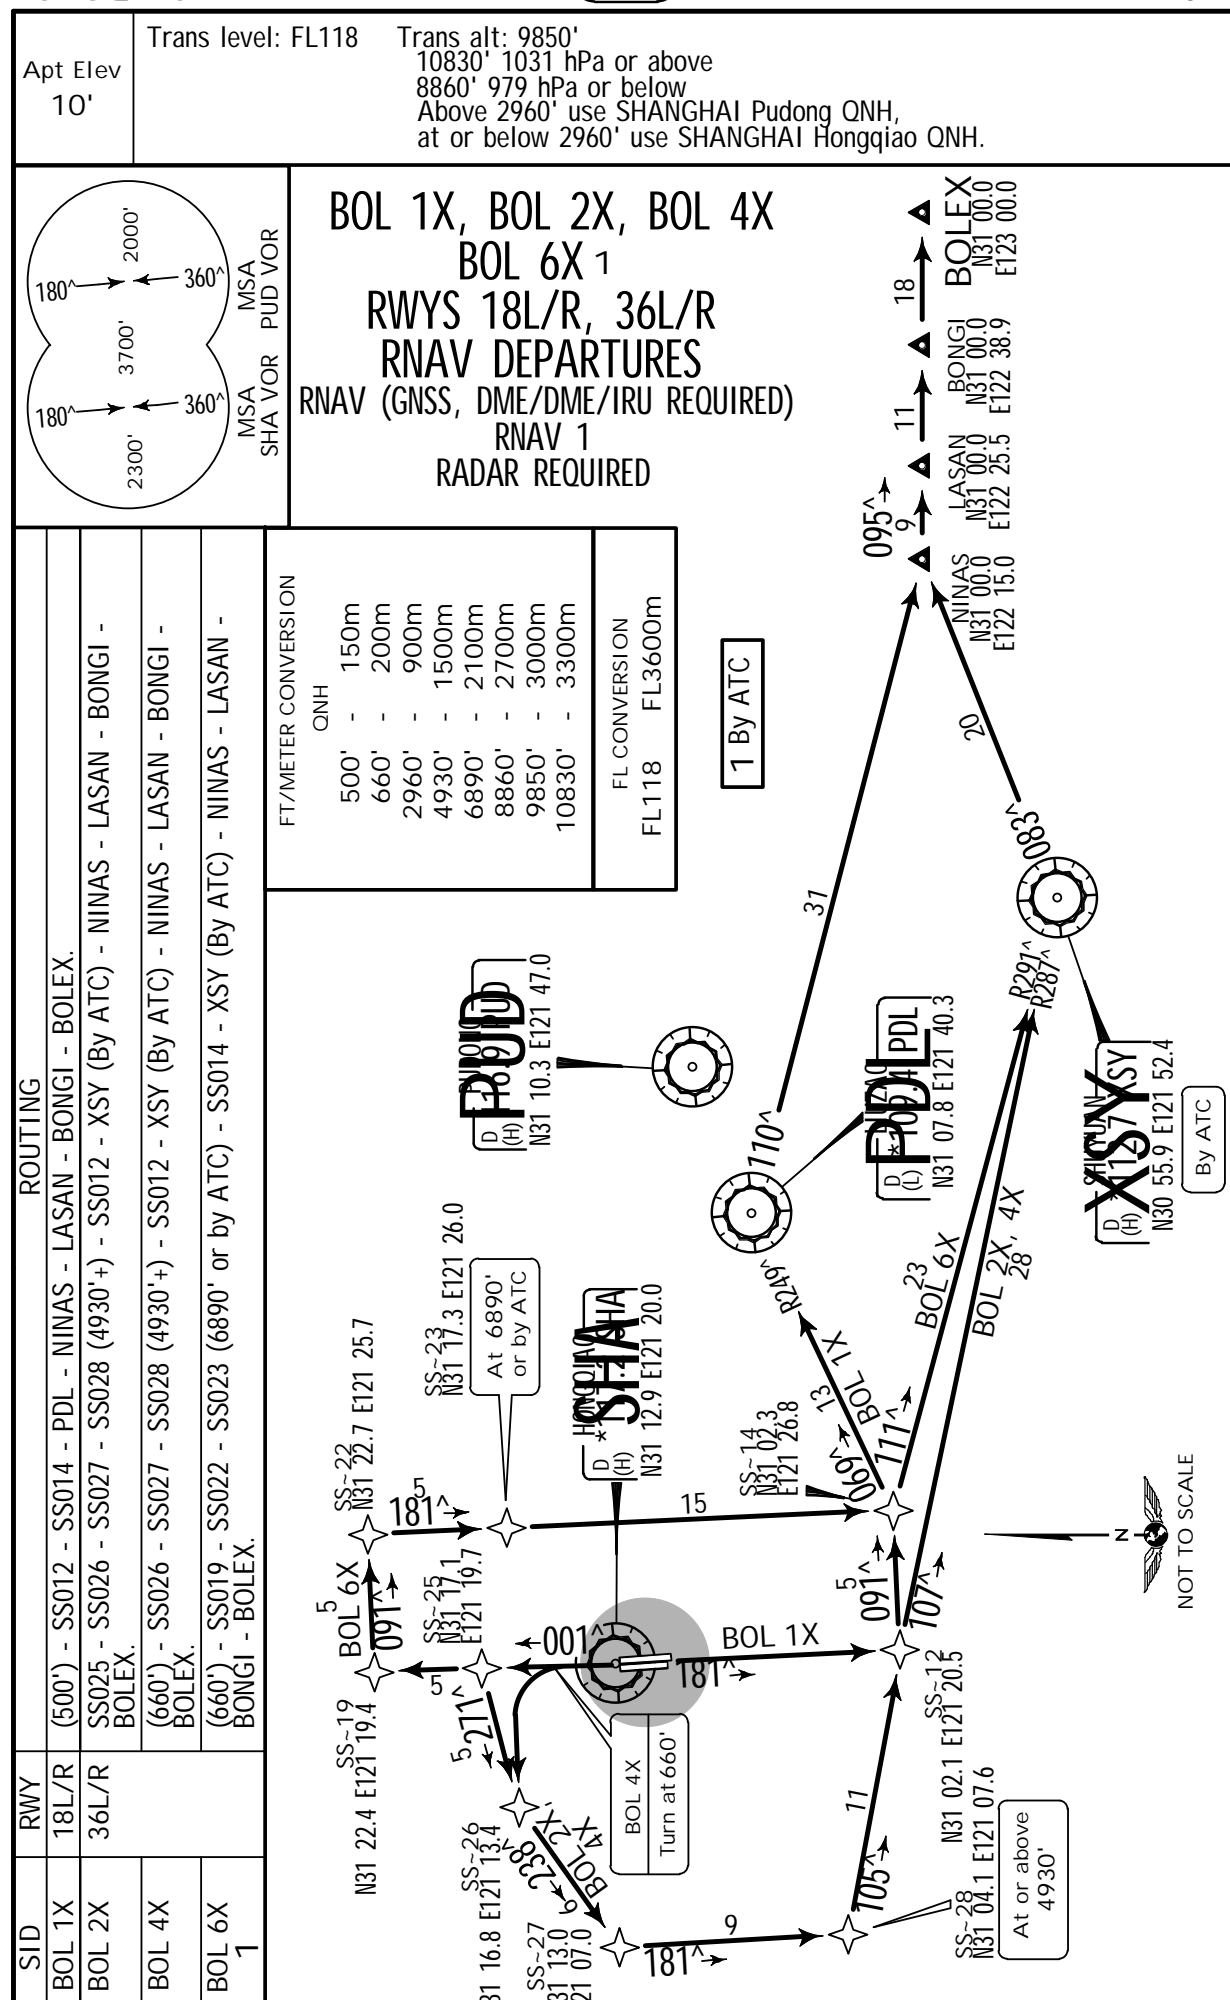 Apt Elev
10'
Trans level: FL118 Trans alt: 9850'
10830' 1031 hPa or above
8860' 979 hPa or below
Above 2960' use SHANGHAI Pudong QNH,
at or below 2960' use SHANGHAI Hongqiao QNH.
180^ 2000' 360^
MSA
PUD VOR
3700'
180^ 360^
2300'
MSA
SHA VOR
BOL 1X, BOL 2X, BOL 4X
BOL 6X 1
RWYS 18L/R, 36L/R
RNAV DEPARTURES
RNAV (GNSS, DME/DME/IRU REQUIRED)
RNAV 1
RADAR REQUIRED
SID RWY ROUTING
BOL 1X 18L/R (500') - SS012 - SS014 - PDL - NINAS - LASAN - BONGI - BOLEX.
BOL 2X 36L/R SS025 - SS026 - SS027 - SS028 (4930'+) - SS012 - XSY (By ATC) - NINAS - LASAN - BONGI -
BOLEX.
BOL 4X (660') - SS026 - SS027 - SS028 (4930'+) - SS012 - XSY (By ATC) - NINAS - LASAN - BONGI -
BOLEX.
BOL 6X (660') - SS019 - SS022 - SS023 (6890' or by ATC) - SS014 - XSY (By ATC) - NINAS - LASAN -
1 BONGI - BOLEX.
FT/METER CONVERSION
QNH
500' - 150m
660' - 200m
2960' - 900m
4930' - 1500m
6890' - 2100m
8860' - 2700m
9850' - 3000m
10830' - 3300m
FL CONVERSION
FL118 FL3600m
1 By ATC
BOLEX
N31 00.0
E123 00.0
18
BONGI
N31 00.0
E122 38.9
11
LASAN
N31 00.0
E122 25.5
095^
9
NINAS
N31 00.0
E122 15.0
20
083^
31
110^
R291^
R287^
PUD
D
(H)
N31 10.3 E121 47.0
PDL
D
(L)
N31 07.8 E121 40.3
XSY
D
(H)
N30 55.9 E121 52.4
By ATC
SHA
D
(H)
N31 12.9 E121 20.0
R249^
13
BOL 1X
069^
111^
23
BOL 6X
BOL 2X, 4X
28
SS~14
N31 02.3
E121 26.8
SS~23
N31 17.3 E121 26.0
At 6890'
or by ATC
SS~22
N31 22.7 E121 25.7
5
181^
15
5
BOL 6X
091^
SS~25
N31 17.1
E121 19.7
001^
BOL 1X
181^
5
091^
107^
SS~12
N31 02.1 E121 20.5
SS~19
N31 22.4 E121 19.4
5
271^
5
BOL 4X
Turn at 660'
SS~26
31 16.8 E121 13.4
238^
6
BOL 2X,
4X
SS~27
31 13.0
21 07.0
181^
9
105^
11
SS~28
N31 04.1 E121 07.6
At or above
4930'
N
NOT TO SCALE